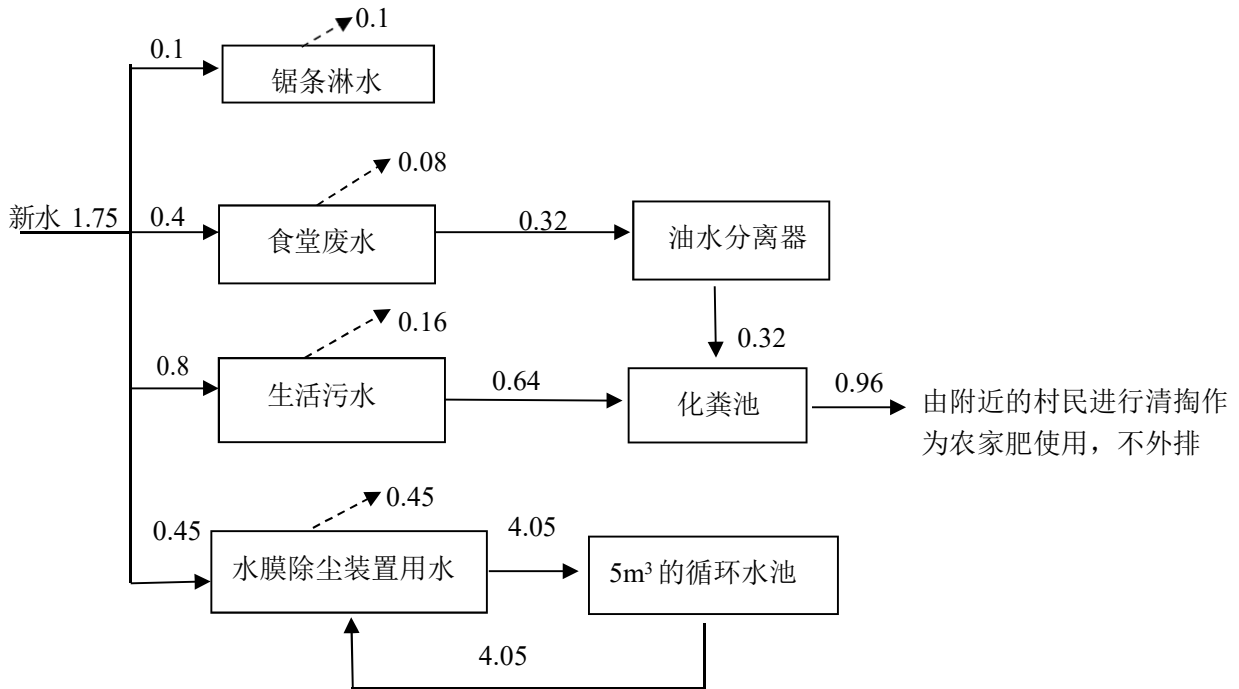 0.1
0.1
锯条淋水
0.08
新水 1.75
0.4
食堂废水
0.32
油水分离器
0.16
0.32
0.8
生活污水
0.64
化粪池
0.96
由附近的村民进行清掏作
为农家肥使用，不外排
0.45
0.45
水膜除尘装置用水
4.05
5m³的循环水池
4.05